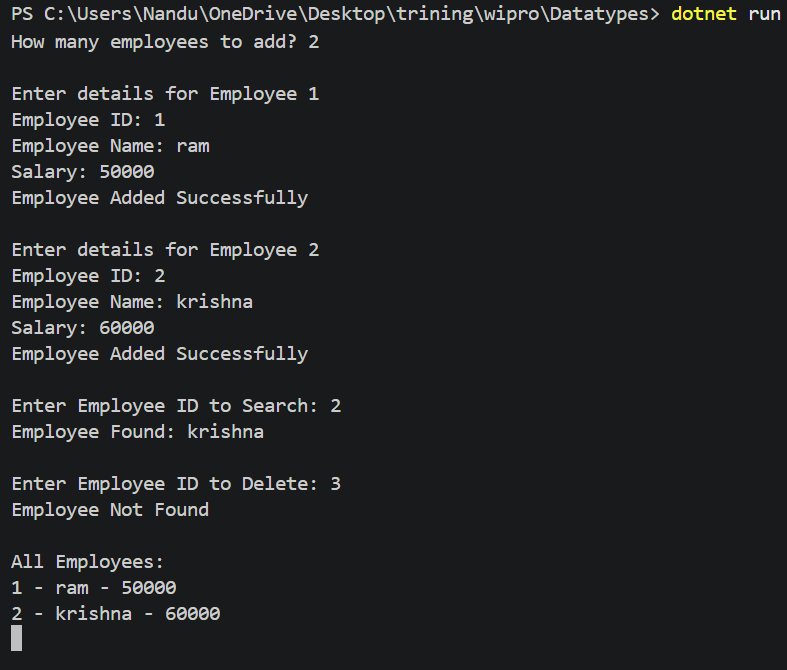 PS C:\Users\Nandu\OneDrive\Desktop\trining\wipro\Datatypes> dotnet run
How many employees to add? 2
Enter details for Employee 1
Employee ID: 1
Employee Name: ram
Salary: 50000
Employee Added Successfully
Enter details for Employee 2
Employee ID: 2
Employee Name: krishna
Salary: 60000
Employee Added Successfully
Enter Employee ID to Search: 2
Employee Found: krishna
Enter Employee ID to Delete: 3
Employee Not Found
All Employees:
1 - ram - 50000
2 - krishna - 60000